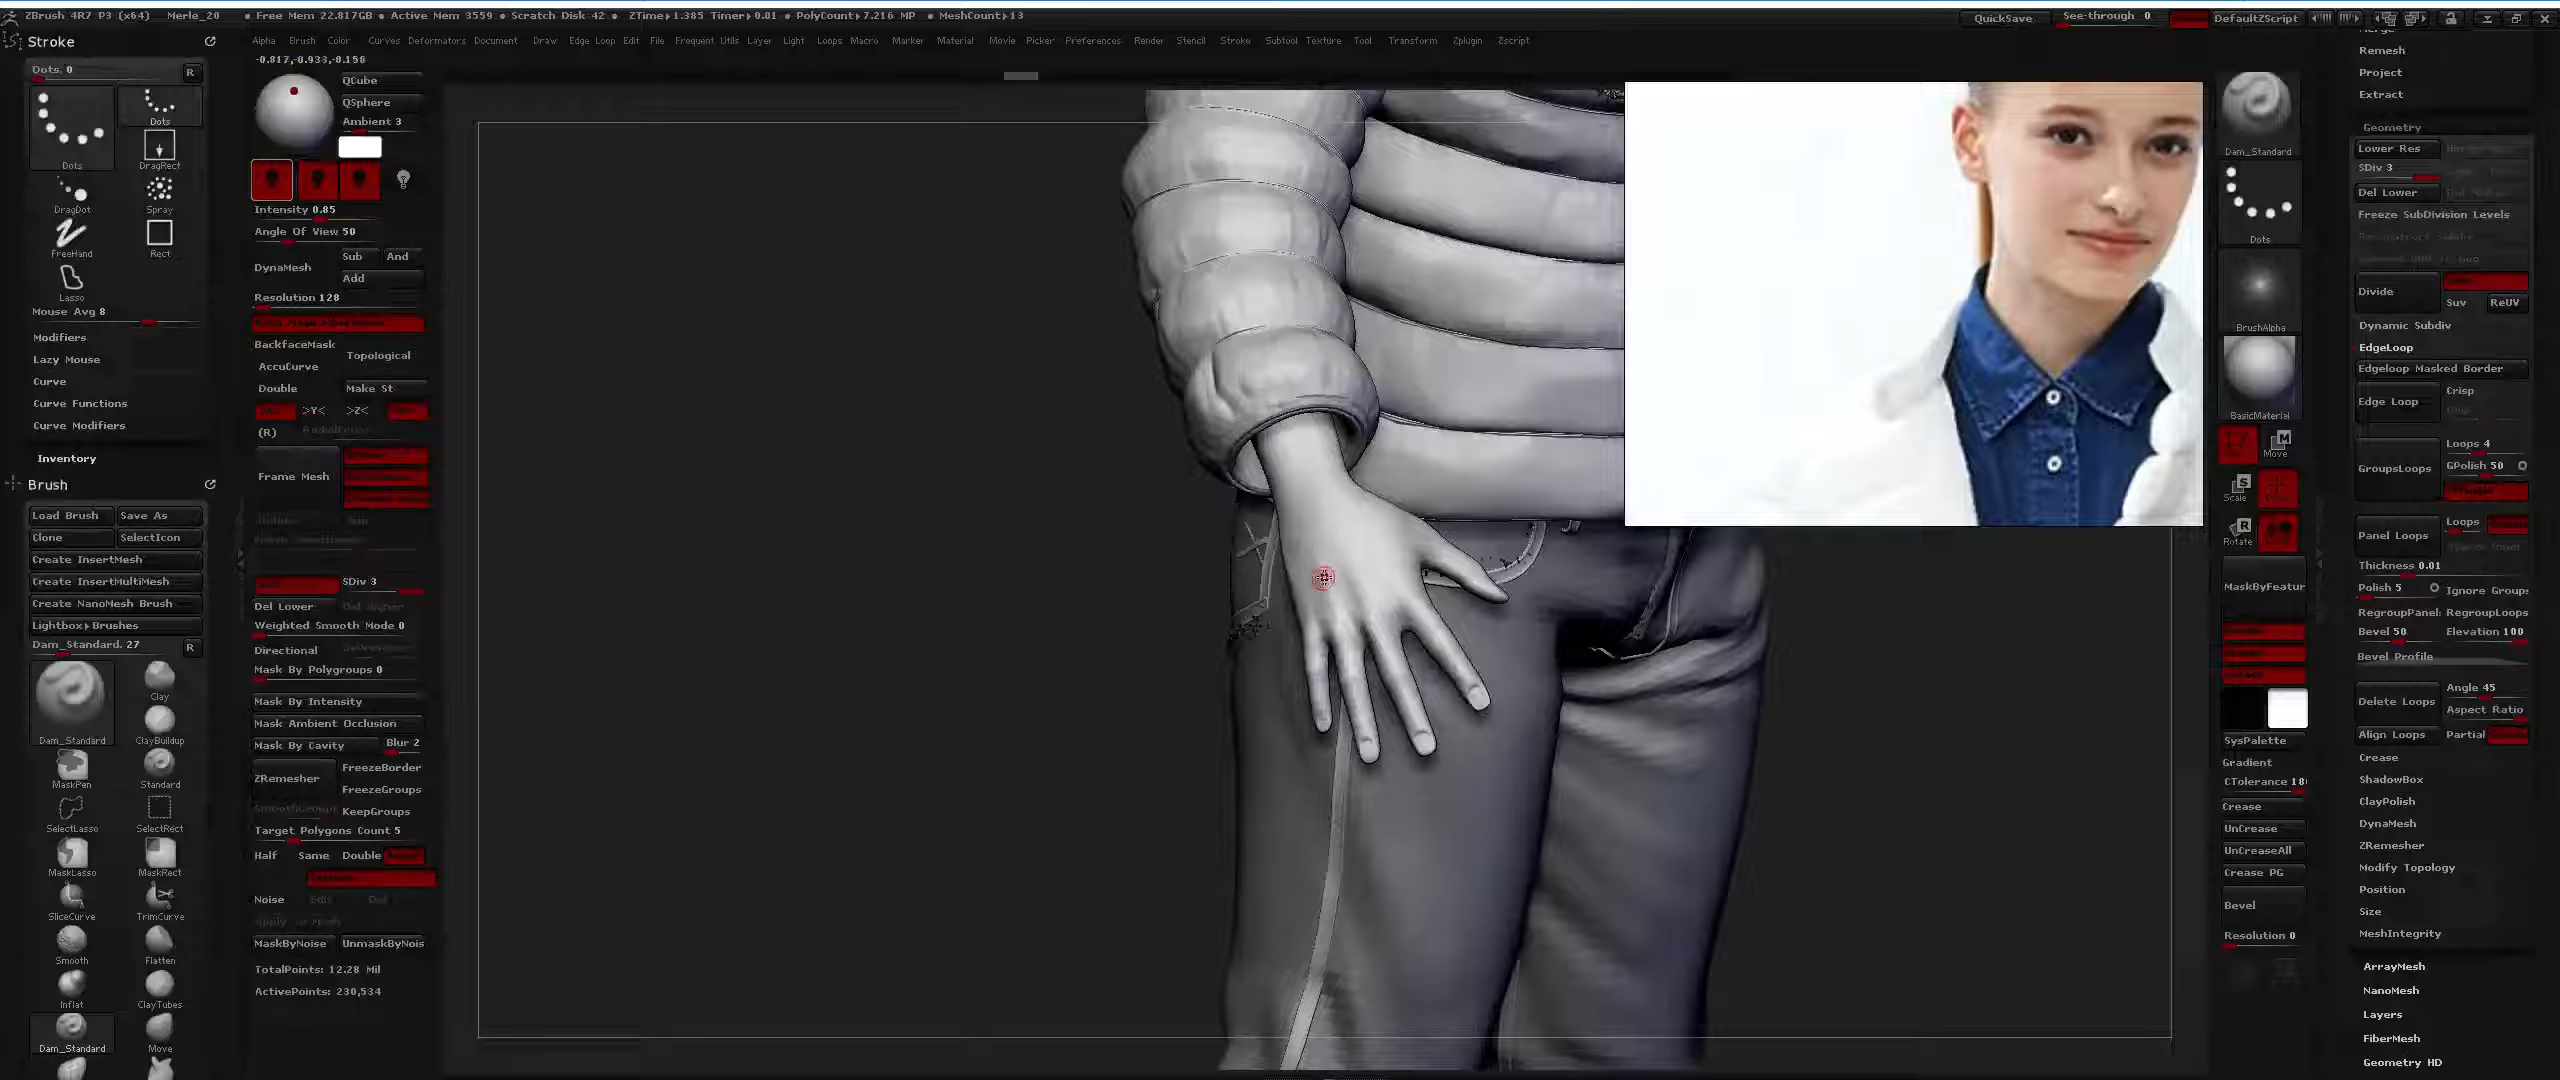 ZBrush 4R7 P3 (x64) Merle_20 • Free Mem 22.817GB • Active Mem 3559 • Scratch Disk 42 • ZTime▸1.385 Timer▸0.01 • PolyCount▸7.216 MP • MeshCount▸13
QuickSave See-through 0 DefaultZScript
Stroke
Alpha Brush Color Curves Deformators Document Draw Edge Loop Edit File Frequent Utils Layer Light Loops Macro Marker Material Movie Picker Preferences Render Stencil Stroke Subtool Texture Tool Transform Zplugin Zscript
-0.817,-0.933,-0.156
Dots. 0
R
Dots
Dots
DragRect
DragDot
Spray
FreeHand
Rect
Lasso
Mouse Avg 8
Modifiers
Lazy Mouse
Curve
Curve Functions
Curve Modifiers
Inventory
Brush
Load Brush Save As
Clone SelectIcon
Create InsertMesh
Create InsertMultiMesh
Create NanoMesh Brush
Lightbox▸Brushes
Dam_Standard. 27
R
Dam_Standard
Clay
ClayBuildup
MaskPen Standard
SelectLasso SelectRect
MaskLasso MaskRect
SliceCurve TrimCurve
Smooth Flatten
Inflat ClayTubes
Dam_Standard Move
QCube
QSphere
Ambient 3
Intensity 0.85
Angle Of View 50
DynaMesh
Sub And
Add
Resolution 128
BackfaceMask
Topological
AccuCurve
Double Make St
>Y< >Z<
(R)
Frame Mesh
SDiv 3
Del Lower
Weighted Smooth Mode 0
Directional
Mask By Polygroups 0
Mask By Intensity
Mask Ambient Occlusion
Mask By Cavity Blur 2
ZRemesher
FreezeBorder
FreezeGroups
KeepGroups
Target Polygons Count 5
Half Same Double
Noise
MaskByNoise UnmaskByNois
TotalPoints: 12.28 Mil
ActivePoints: 230,534
Dam_Standard
Dots
BrushAlpha
BasicMaterial
Move
Scale
Rotate
MaskByFeatur
SysPalette
Gradient
CTolerance 18
Crease
UnCrease
UnCreaseAll
Crease PG
Bevel
Resolution 0
Remesh
Project
Extract
Geometry
Lower Res
SDiv 3
Del Lower
Freeze SubDivision Levels
Divide
Suv ReUV
Dynamic Subdiv
EdgeLoop
Edgeloop Masked Border
Edge Loop
Crisp
GroupsLoops
Loops 4
GPolish 50
Panel Loops
Loops
Thickness 0.01
Polish 5 Ignore Groups
RegroupPanels RegroupLoops
Bevel 50 Elevation 100
Bevel Profile
Delete Loops
Angle 45
Aspect Ratio
Align Loops Partial
Crease
ShadowBox
ClayPolish
DynaMesh
ZRemesher
Modify Topology
Position
Size
MeshIntegrity
ArrayMesh
NanoMesh
Layers
FiberMesh
Geometry HD